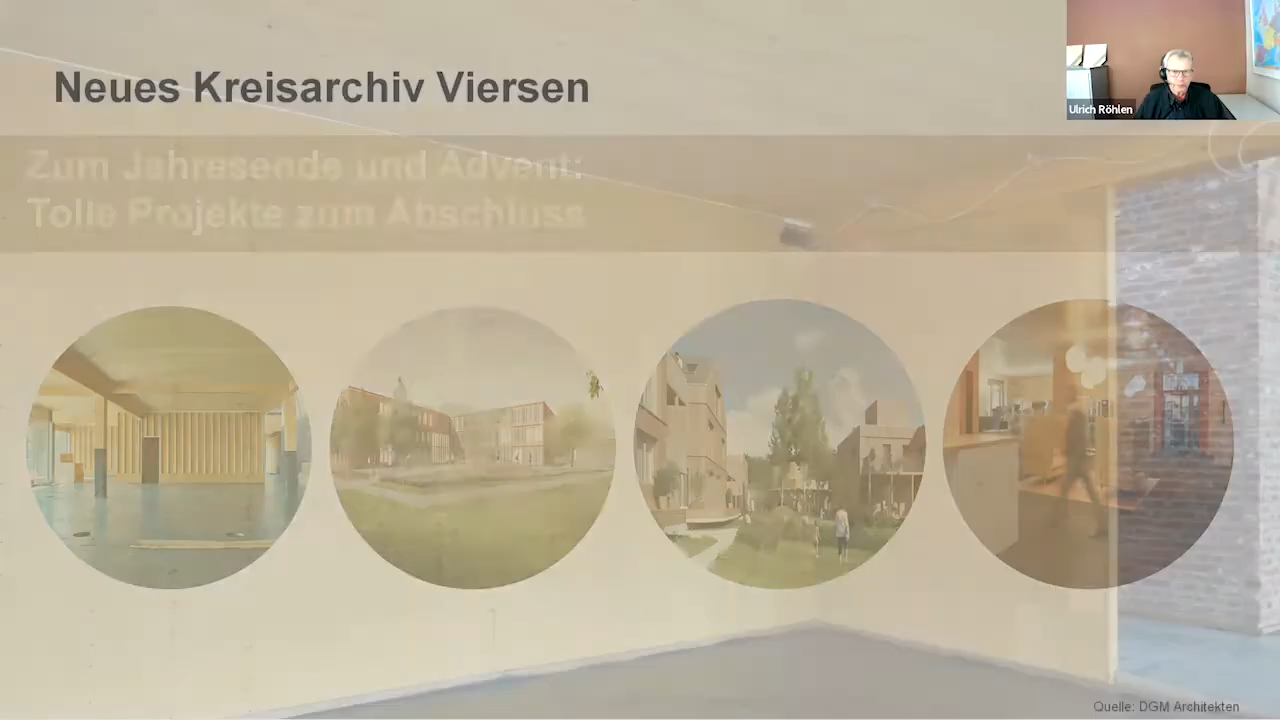 Neues Kreisarchiv Viersen
Ulrich Röhlen
Zum Jahresende und Advent:
Tolle Projekte zum Abschluss
Quelle: DGM Architekten